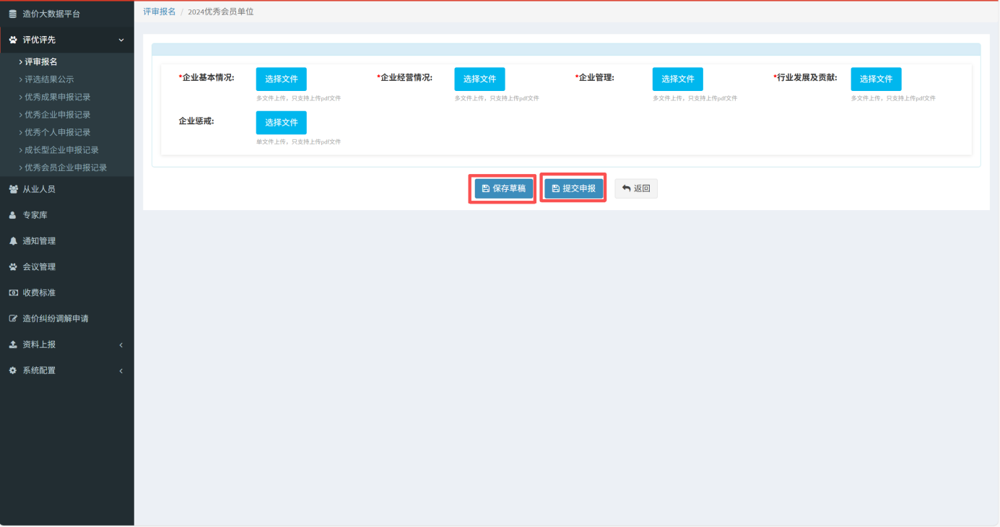 造价大数据平台
评优评先
评审报名
评选结果公示
优秀成果申报记录
优秀企业申报记录
优秀个人申报记录
成长型企业申报记录
优秀会员企业申报记录
从业人员
专家库
通知管理
会议管理
收费标准
造价纠纷调解申请
资料上报
系统配置
评审报名 / 2024优秀会员单位
*企业基本情况: 选择文件 *企业经营情况: 选择文件 *企业管理: 选择文件 *行业发展及贡献: 选择文件
多文件上传，只支持上传pdf文件 多文件上传，只支持上传pdf文件 多文件上传，只支持上传pdf文件 多文件上传，只支持上传pdf文件
企业惩戒: 选择文件
单文件上传，只支持上传pdf文件
保存草稿 提交申报 返回